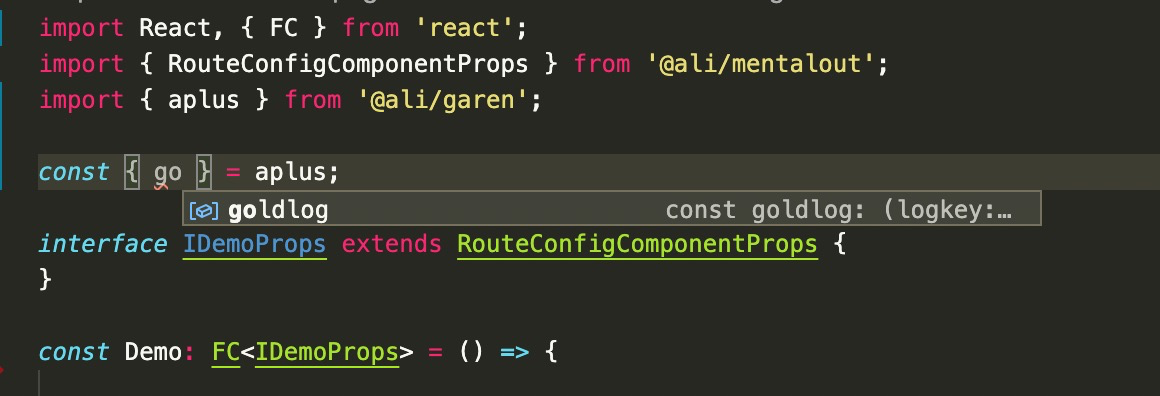 import React, { FC } from 'react';
import { RouteConfigComponentProps } from '@ali/mentalout';
import { aplus } from '@ali/garen';
const { go } = aplus;
goldlog const goldlog: (logkey:…
interface IDemoProps extends RouteConfigComponentProps {
}
const Demo: FC<IDemoProps> = () => {